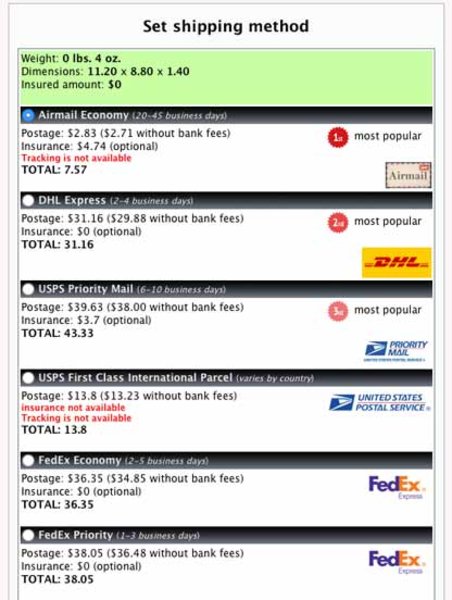 Set shipping method
Weight: 0 lbs. 4 oz.
Dimensions: 11.20 x 8.80 x 1.40
Insured amount: $0
Airmail Economy (20-45 business days)
Postage: $2.83 ($2.71 without bank fees)
Insurance: $4.74 (optional)
Tracking is not available
TOTAL: 7.57
1st most popular
Airmail
DHL Express (2-4 business days)
Postage: $31.16 ($29.88 without bank fees)
Insurance: $0 (optional)
TOTAL: 31.16
2st most popular
DHL
USPS Priority Mail (6-10 business days)
Postage: $39.63 ($38.00 without bank fees)
Insurance: $3.7 (optional)
TOTAL: 43.33
3st most popular
PRIORITY
MAIL
USPS First Class International Parcel (varies by country)
Postage: $13.8 ($13.23 without bank fees)
insurance not available
Tracking is not available
TOTAL: 13.8
UNITED STATES
POSTAL SERVICE®
FedEx Economy (2-5 business days)
Postage: $36.35 ($34.85 without bank fees)
Insurance: $0 (optional)
TOTAL: 36.35
FedEx
Express
FedEx Priority (1-3 business days)
Postage: $38.05 ($36.48 without bank fees)
Insurance: $0 (optional)
TOTAL: 38.05
FedEx
Express